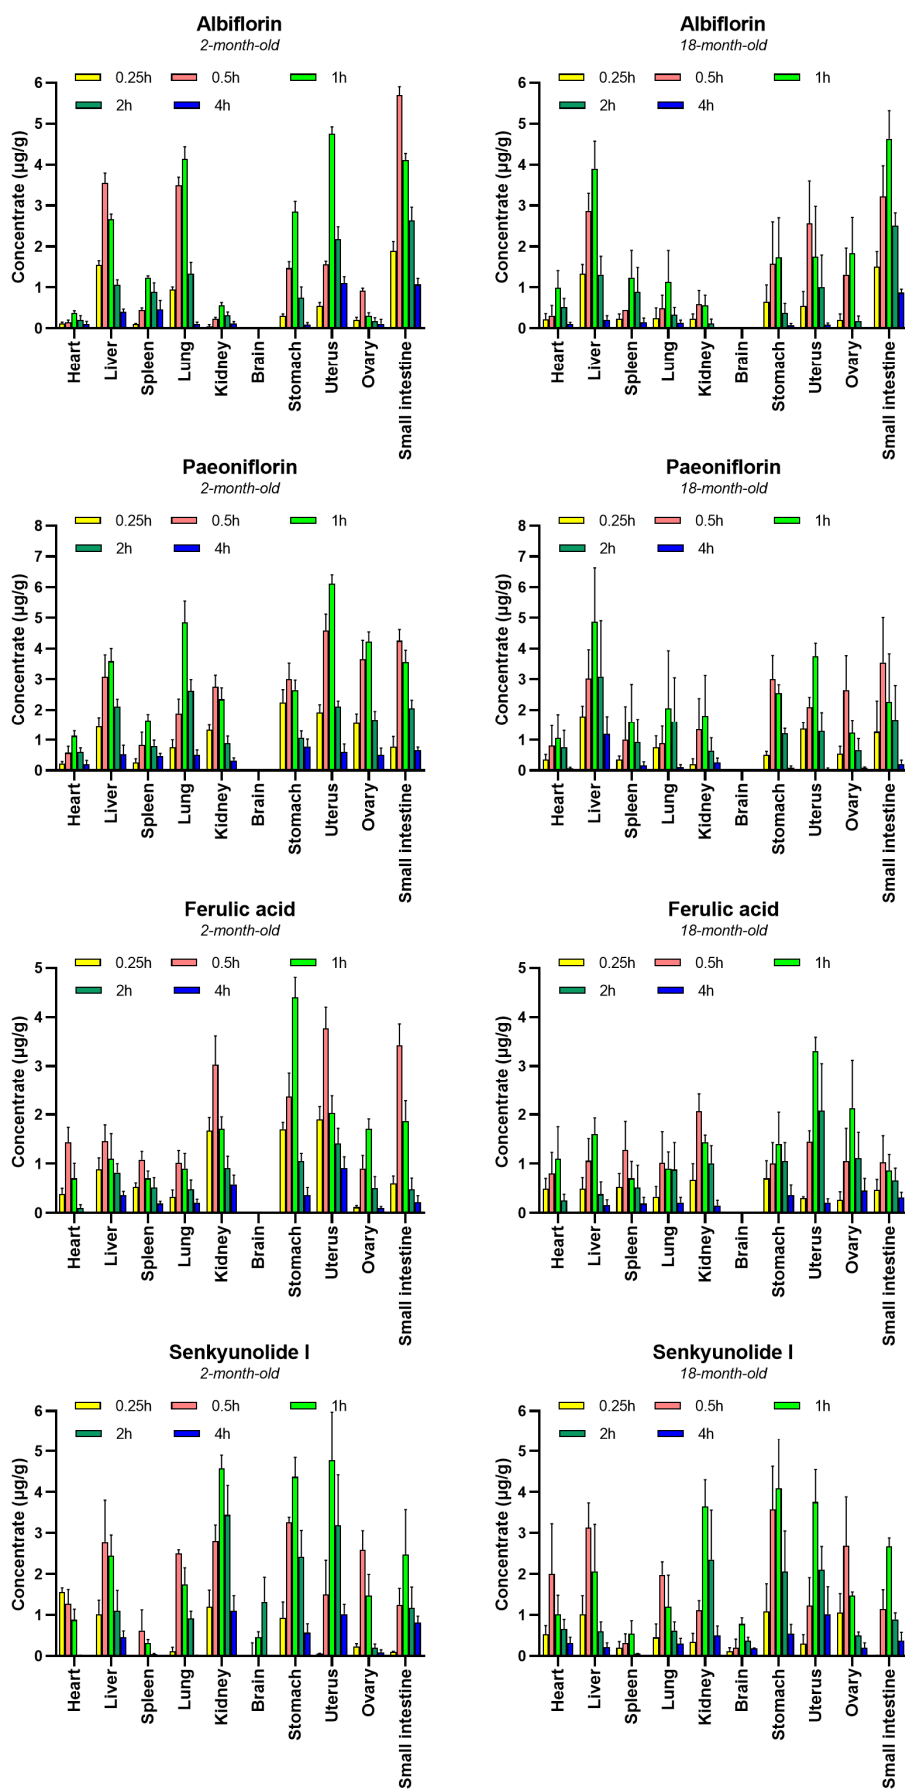 Albiflorin
2-month-old
0.25h 0.5h 1h
2h 4h
Concentrate (μg/g)
6
5
4
3
2
1
0
Heart
Liver
Spleen
Lung
Kidney
Brain
Stomach
Uterus
Ovary
Small intestine
Albiflorin
18-month-old
0.25h 0.5h 1h
2h 4h
Concentrate (μg/g)
6
5
4
3
2
1
0
Heart
Liver
Spleen
Lung
Kidney
Brain
Stomach
Uterus
Ovary
Small intestine
Paeoniflorin
2-month-old
0.25h 0.5h 1h
2h 4h
Concentrate (μg/g)
8
7
6
5
4
3
2
1
0
Heart
Liver
Spleen
Lung
Kidney
Brain
Stomach
Uterus
Ovary
Small intestine
Paeoniflorin
18-month-old
0.25h 0.5h 1h
2h 4h
Concentrate (μg/g)
8
7
6
5
4
3
2
1
0
Heart
Liver
Spleen
Lung
Kidney
Brain
Stomach
Uterus
Ovary
Small intestine
Ferulic acid
2-month-old
0.25h 0.5h 1h
2h 4h
Concentrate (μg/g)
5
4
3
2
1
0
Heart
Liver
Spleen
Lung
Kidney
Brain
Stomach
Uterus
Ovary
Small intestine
Ferulic acid
18-month-old
0.25h 0.5h 1h
2h 4h
Concentrate (μg/g)
5
4
3
2
1
0
Heart
Liver
Spleen
Lung
Kidney
Brain
Stomach
Uterus
Ovary
Small intestine
Senkyunolide I
2-month-old
0.25h 0.5h 1h
2h 4h
Concentrate (μg/g)
6
5
4
3
2
1
0
Heart
Liver
Spleen
Lung
Kidney
Brain
Stomach
Uterus
Ovary
Small intestine
Senkyunolide I
18-month-old
0.25h 0.5h 1h
2h 4h
Concentrate (μg/g)
6
5
4
3
2
1
0
Heart
Liver
Spleen
Lung
Kidney
Brain
Stomach
Uterus
Ovary
Small intestine